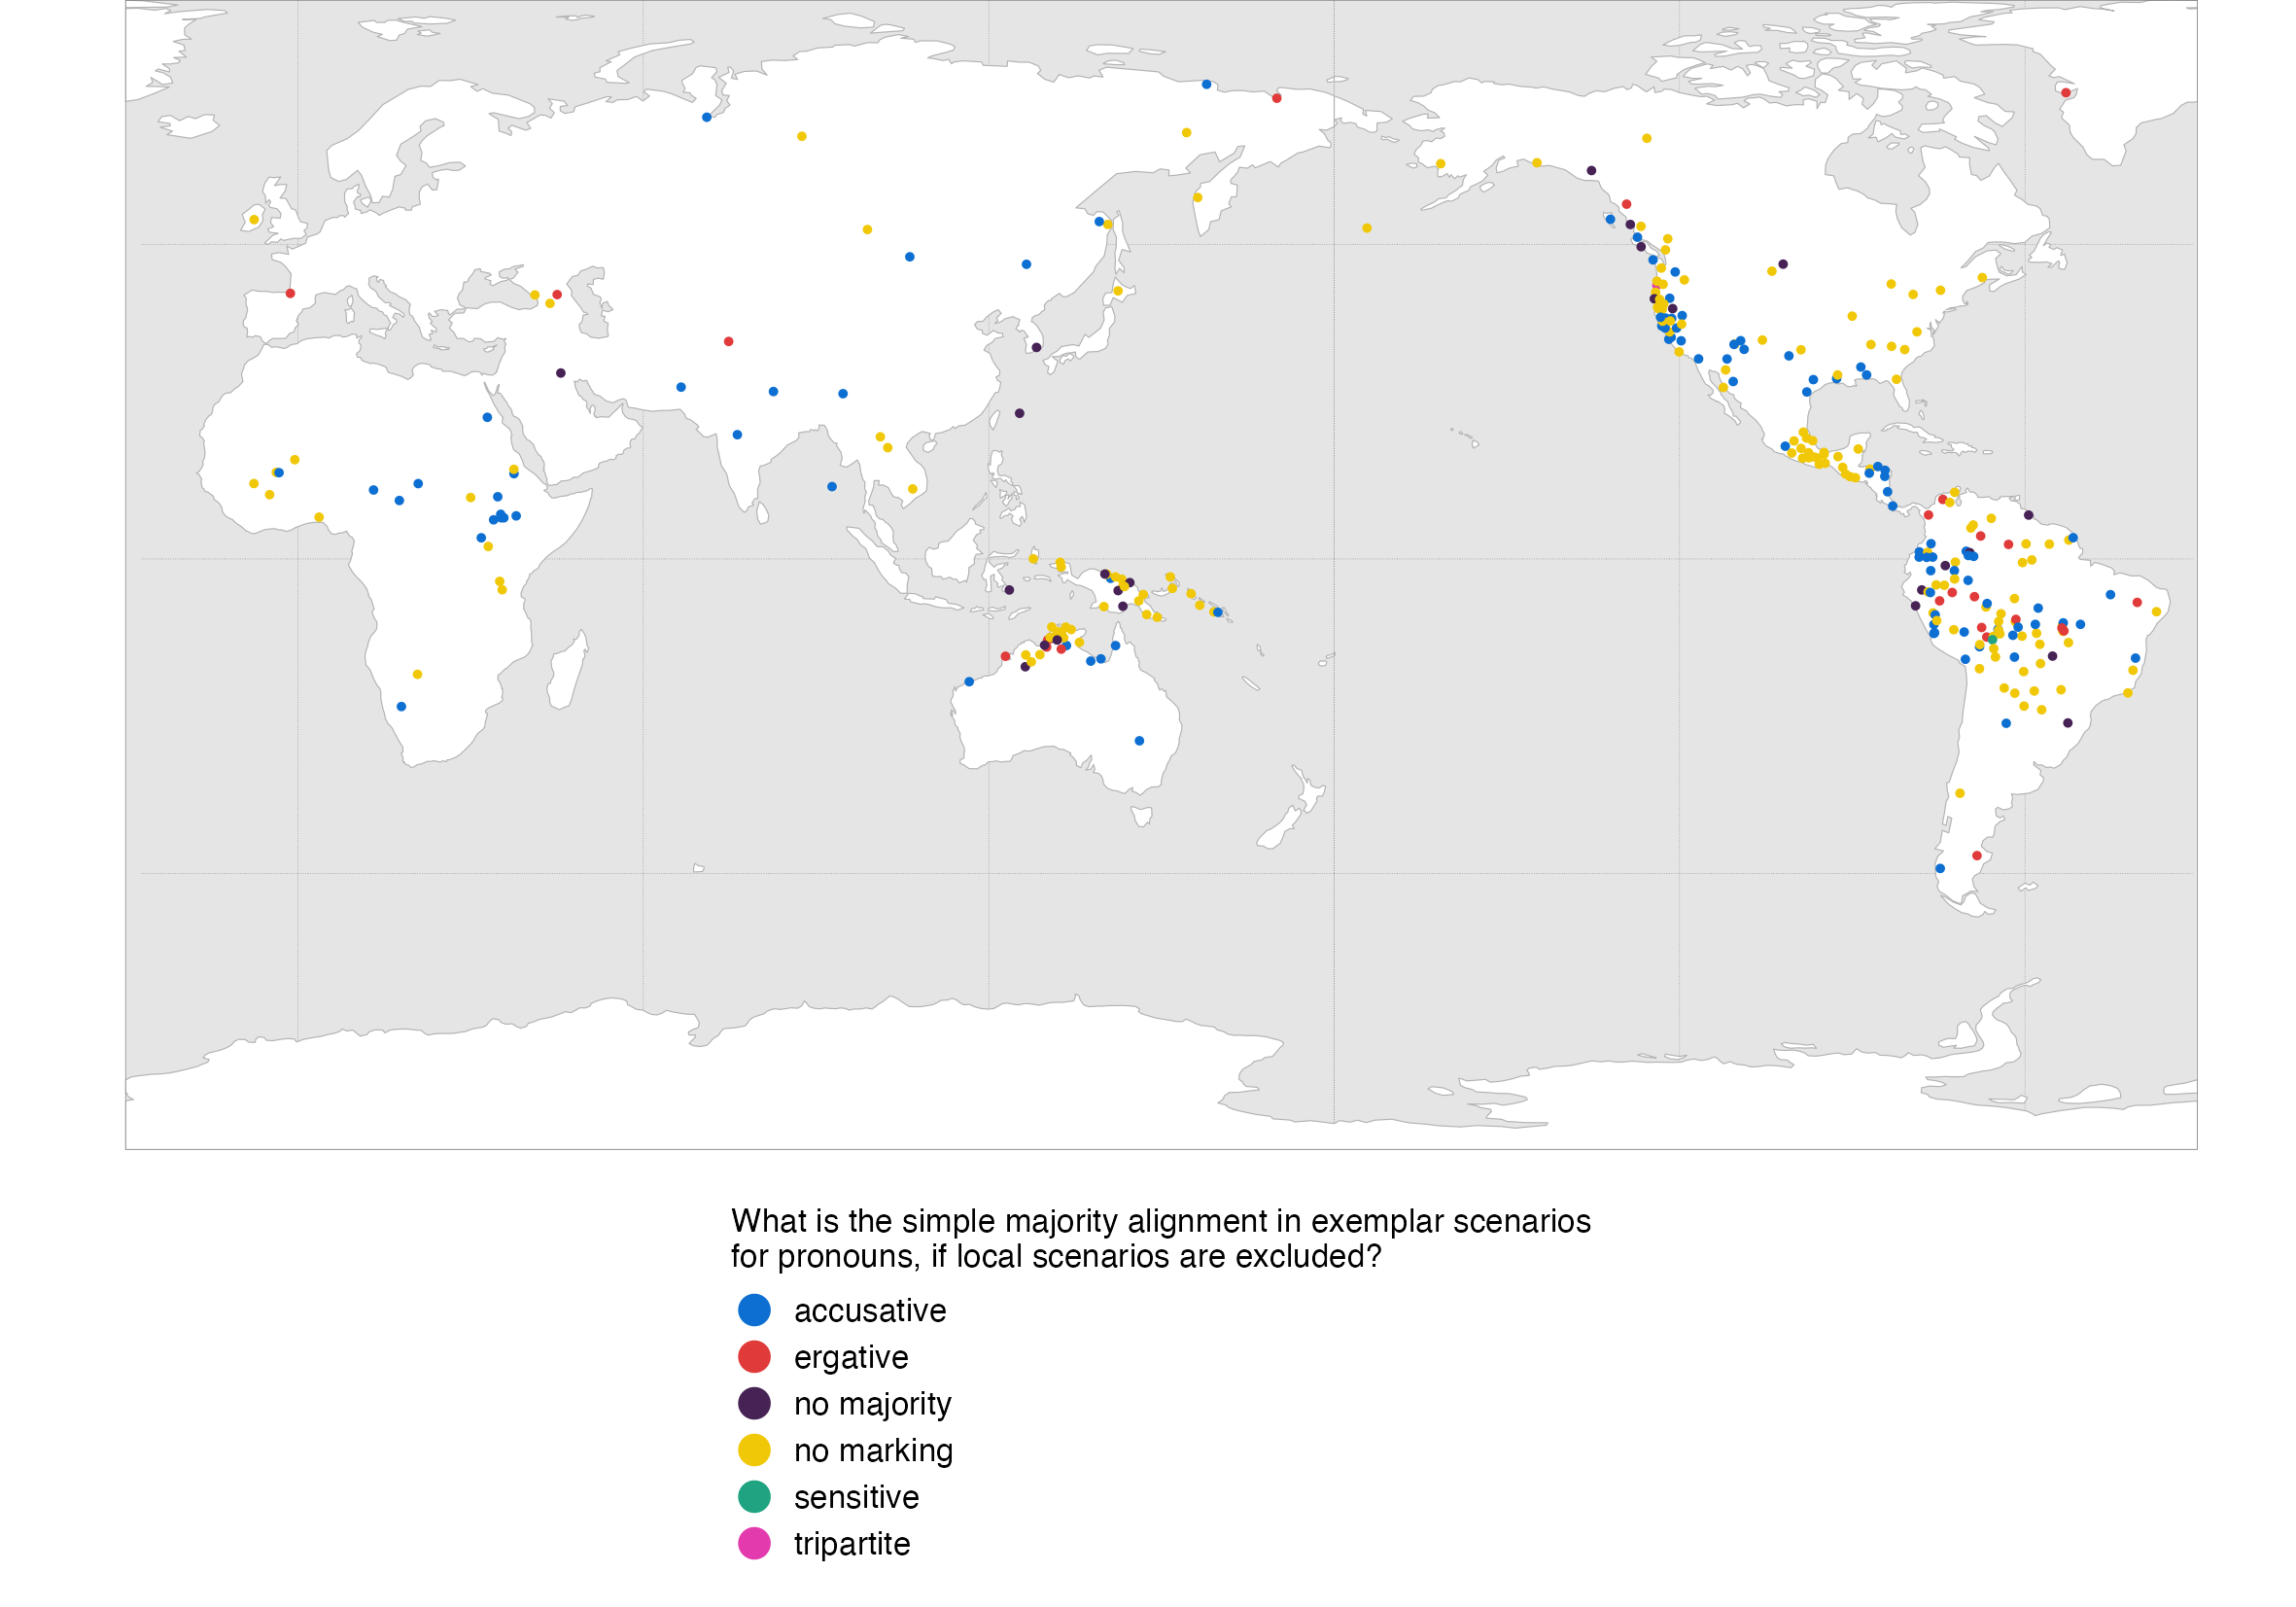 What is the simple majority alignment in exemplar scenarios
for pronouns, if local scenarios are excluded?
accusative
ergative
no majority
no marking
sensitive
tripartite